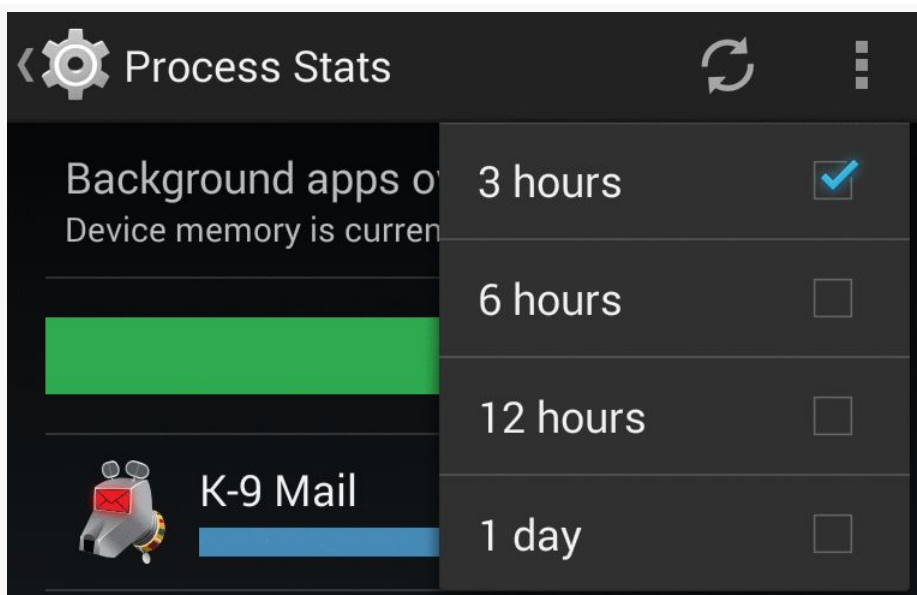 Process Stats
Background apps o
Device memory is curren
3 hours
6 hours
12 hours
1 day
K-9 Mail